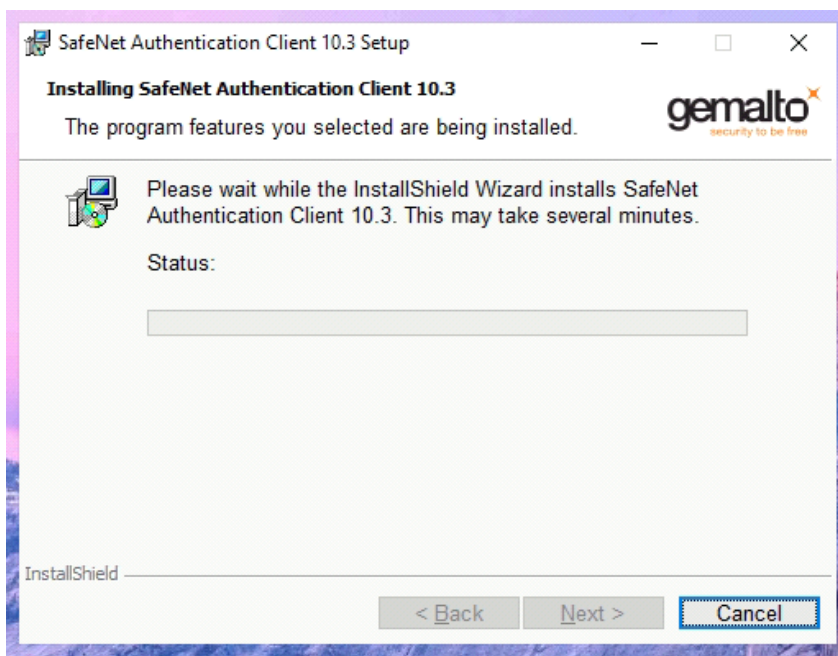 SafeNet Authentication Client 10.3 Setup
Installing SafeNet Authentication Client 10.3
The program features you selected are being installed.
gemalto
security to be free
Please wait while the InstallShield Wizard installs SafeNet
Authentication Client 10.3. This may take several minutes.
Status:
InstallShield
< Back
Next >
Cancel